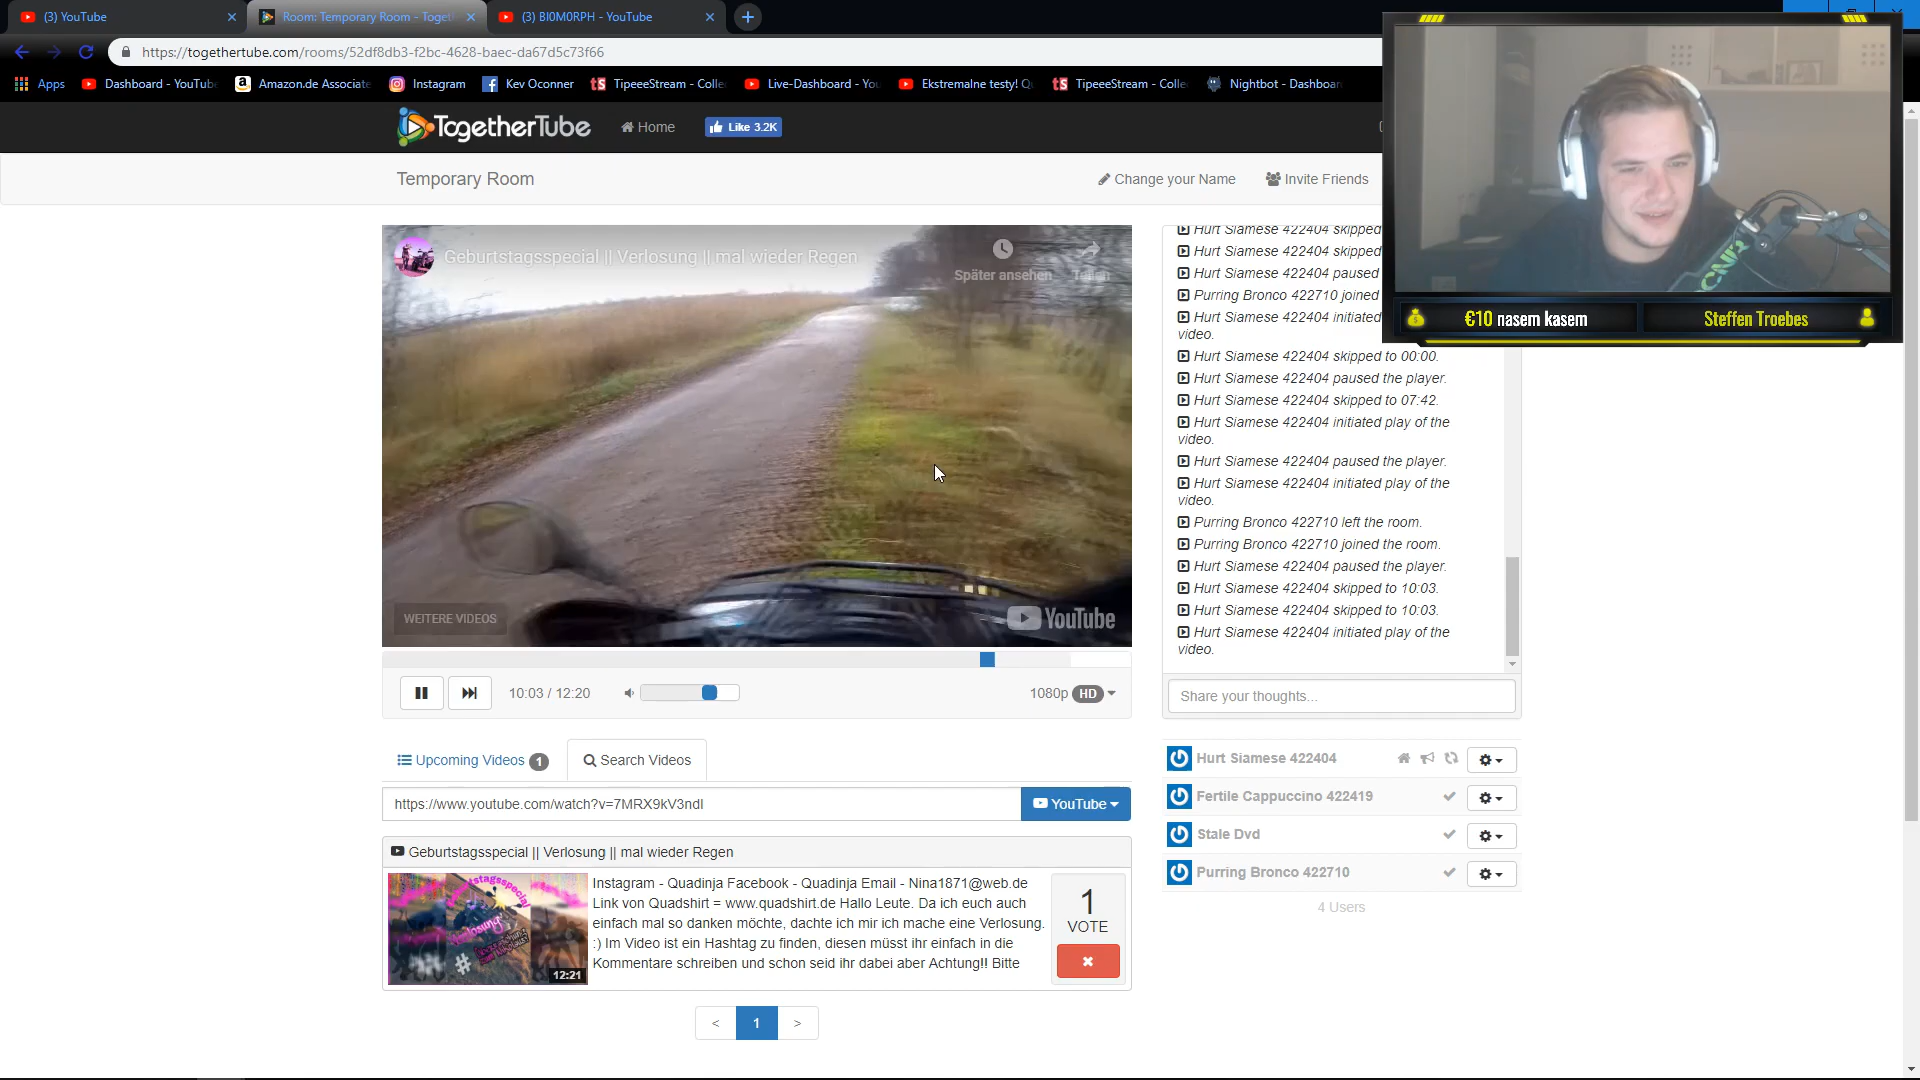 (3) YouTube
Room: Temporary Room - Toget
(3) BI0M0RPH - YouTube
https://togethertube.com/rooms/52df8db3-f2bc-4628-baec-da67d5c73f66
Apps
Dashboard - YouTube
Amazon.de Associate
Instagram
Kev Oconner
TipeeeStream - Colle
Live-Dashboard - You
Ekstremalne testy! Q
TipeeeStream - Colle
Nightbot - Dashboar
TogetherTube
Home
Like 3.2K
Temporary Room
Change your Name
Invite Friends
€10 nasem kasem
Steffen Troebes
Geburtstagsspecial || Verlosung || mal wieder Regen
Später ansehen
Teilen
WEITERE VIDEOS
YouTube
10:03 / 12:20
1080p HD
Hurt Siamese 422404 skipped
Hurt Siamese 422404 skipped
Hurt Siamese 422404 paused
Purring Bronco 422710 joined
Hurt Siamese 422404 initiated
video.
Hurt Siamese 422404 skipped to 00:00.
Hurt Siamese 422404 paused the player.
Hurt Siamese 422404 skipped to 07:42.
Hurt Siamese 422404 initiated play of the
video.
Hurt Siamese 422404 paused the player.
Hurt Siamese 422404 initiated play of the
video.
Purring Bronco 422710 left the room.
Purring Bronco 422710 joined the room.
Hurt Siamese 422404 paused the player.
Hurt Siamese 422404 skipped to 10:03.
Hurt Siamese 422404 skipped to 10:03.
Hurt Siamese 422404 initiated play of the
video.
Share your thoughts...
Upcoming Videos 1
Search Videos
https://www.youtube.com/watch?v=7MRX9kV3ndI
YouTube
Geburtstagsspecial || Verlosung || mal wieder Regen
Instagram - Quadinja Facebook - Quadinja Email - Nina1871@web.de
Link von Quadshirt = www.quadshirt.de Hallo Leute. Da ich euch auch
einfach mal so danken möchte, dachte ich mir ich mache eine Verlosung.
:) Im Video ist ein Hashtag zu finden, diesen müsst ihr einfach in die
Kommentare schreiben und schon seid ihr dabei aber Achtung!! Bitte
Verlosung
#
12:21
1
VOTE
Hurt Siamese 422404
Fertile Cappuccino 422419
Stale Dvd
Purring Bronco 422710
4 Users
< 1 >